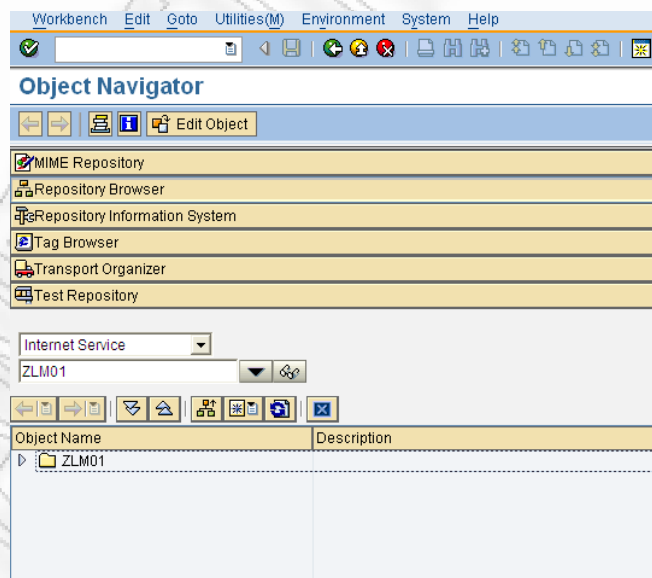 Workbench Edit Goto Utilities(M) Environment System Help
Object Navigator
Edit Object
MIME Repository
Repository Browser
Repository Information System
Tag Browser
Transport Organizer
Test Repository
Internet Service
ZLM01
Object Name Description
ZLM01